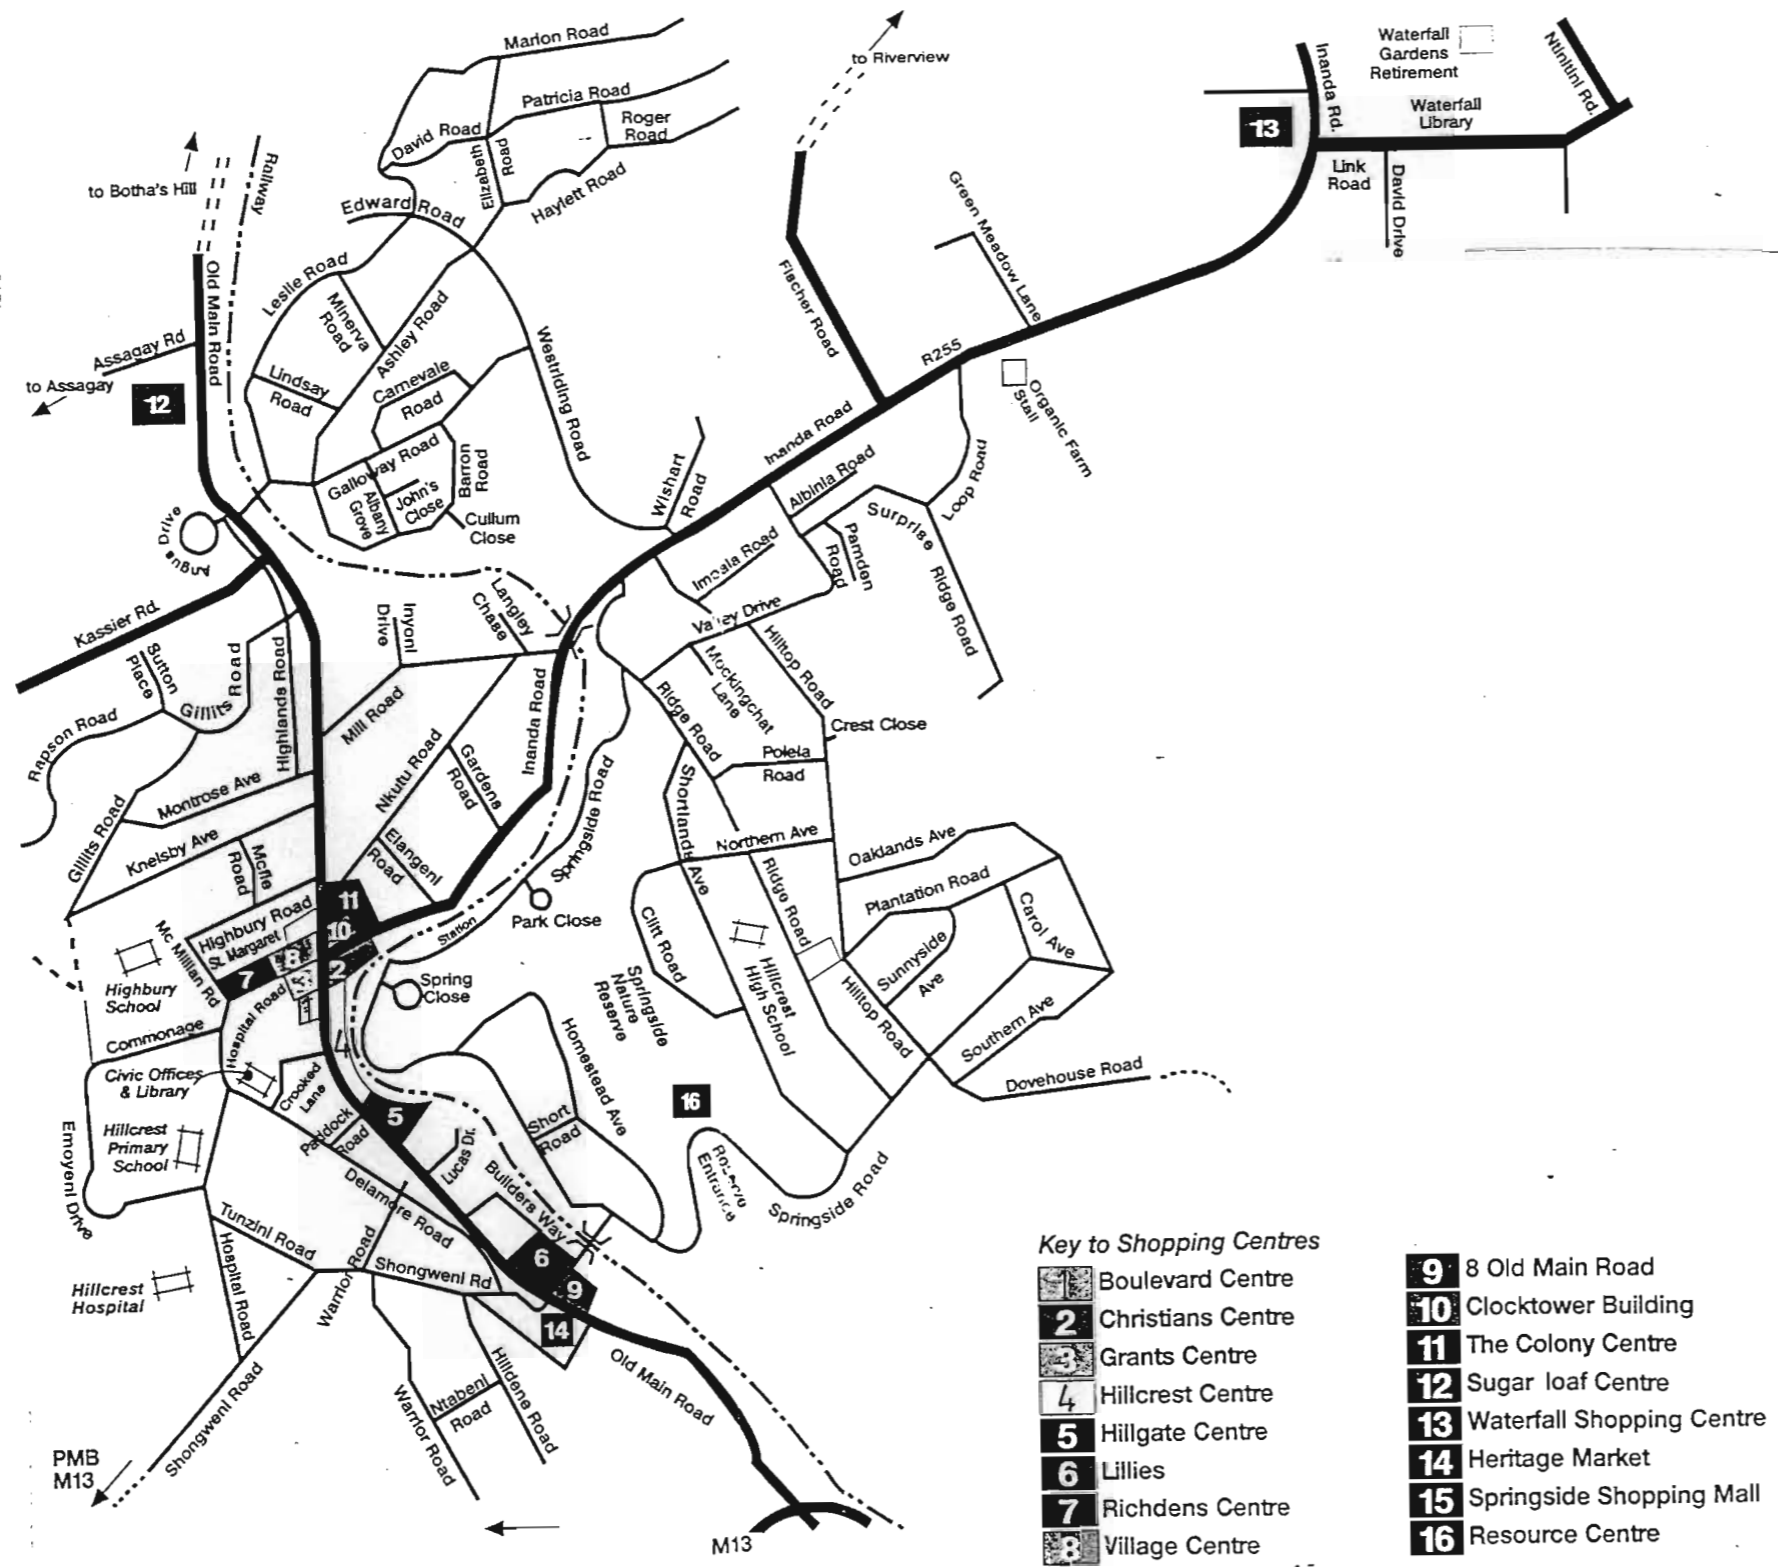 Marlon Road
Patricia Road
Roger
Road
David Road
Elizabeth
Road
Haylett Road
Edward Road
to Riverview
Waterfall
Gardens
Retirement
Inanda Rd.
Ntinitini Rd.
13
Waterfall
Library
Link
Road
David Drive
to Botha's Hill
Railway
Old Main Road
Leslie Road
Minerva
Road
Ashley Road
Westriding Road
Fischer Road
Green Meadow Lane
R255
Organic Farm
Stall
Assagay Rd
to Assagay
12
Lindsay
Road
Carnevale
Road
Galloway Road
Albany
Grove
John's
Close
Barron
Road
Cullum
Close
Wishart
Road
Inanda Road
Albinia Road
Loop Road
Surprise
Ridge Road
Pamden
Road
Impala Road
Valley Drive
Drive
Kassier Rd.
Sutton
Place
Gillits Road
Highlands Road
Inyoni
Drive
Langley
Chase
Mill Road
Nkutu Road
Gardens
Road
Inanda Road
Springside Road
Ridge Road
Mockingchat
Lane
Hilltop Road
Crest Close
Polela
Road
Rapson Road
Montrose Ave
Gillits Road
Knelsby Ave
Mcfie
Road
Elangeni
Road
Shortlands Ave
Northern Ave
Oaklands Ave
Plantation Road
Carol Ave
Sunnyside
Ave
Southern Ave
Dovehouse Road
Hilltop Road
Ridge Road
Hillcrest
High School
Clift Road
Springside
Nature
Reserve
Park Close
Station
Spring
Close
11
10
2
Highbury Road
St. Margaret
8
7
Mc Millan Rd
Highbury
School
Hospital Road
Commonage
Civic Offices
& Library
Crooked
Lane
Paddock
Road
4
5
Hillcrest
Primary
School
Emoyeni Drive
Lucas Dr.
Builders Way
Short
Road
Homestead Ave
16
Reserve
Entrance
Springside Road
Delamore Road
Tunzini Road
Hospital Road
Warrior Road
Shongweni Rd
6
9
14
Hillcrest
Hospital
Shongweni Road
Ntabeni
Road
Hildene Road
Warrior Road
Old Main Road
PMB
M13
M13
Key to Shopping Centres
1 Boulevard Centre
2 Christians Centre
3 Grants Centre
4 Hillcrest Centre
5 Hillgate Centre
6 Lillies
7 Richdens Centre
8 Village Centre
9 8 Old Main Road
10 Clocktower Building
11 The Colony Centre
12 Sugar loaf Centre
13 Waterfall Shopping Centre
14 Heritage Market
15 Springside Shopping Mall
16 Resource Centre